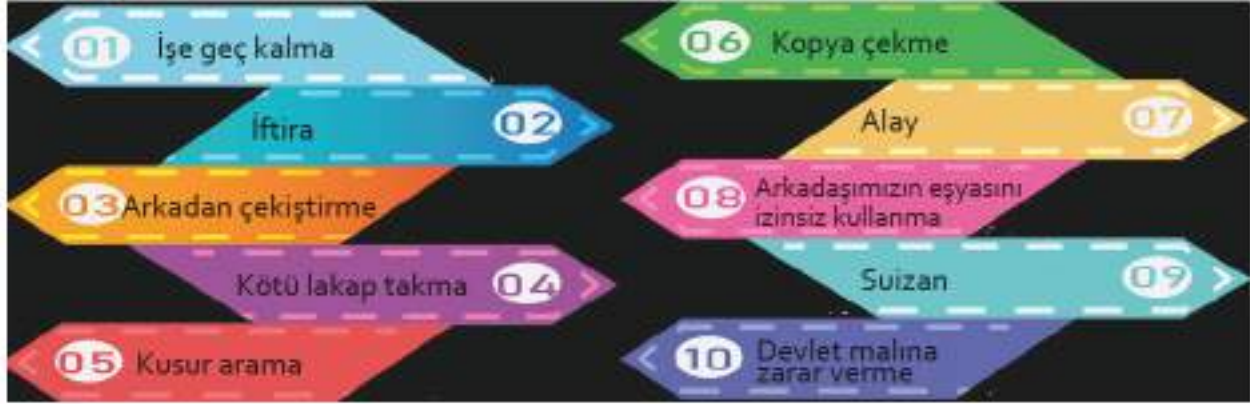 01 İşe geç kalma
İftira 02
03 Arkadan çekiştirme
Kötü lakap takma 04
05 Kusur arama
06 Kopya çekme
Alay 07
08 Arkadaşımızın eşyasını
izinsiz kullanma
Suizan 09
10 Devlet malına
zarar verme